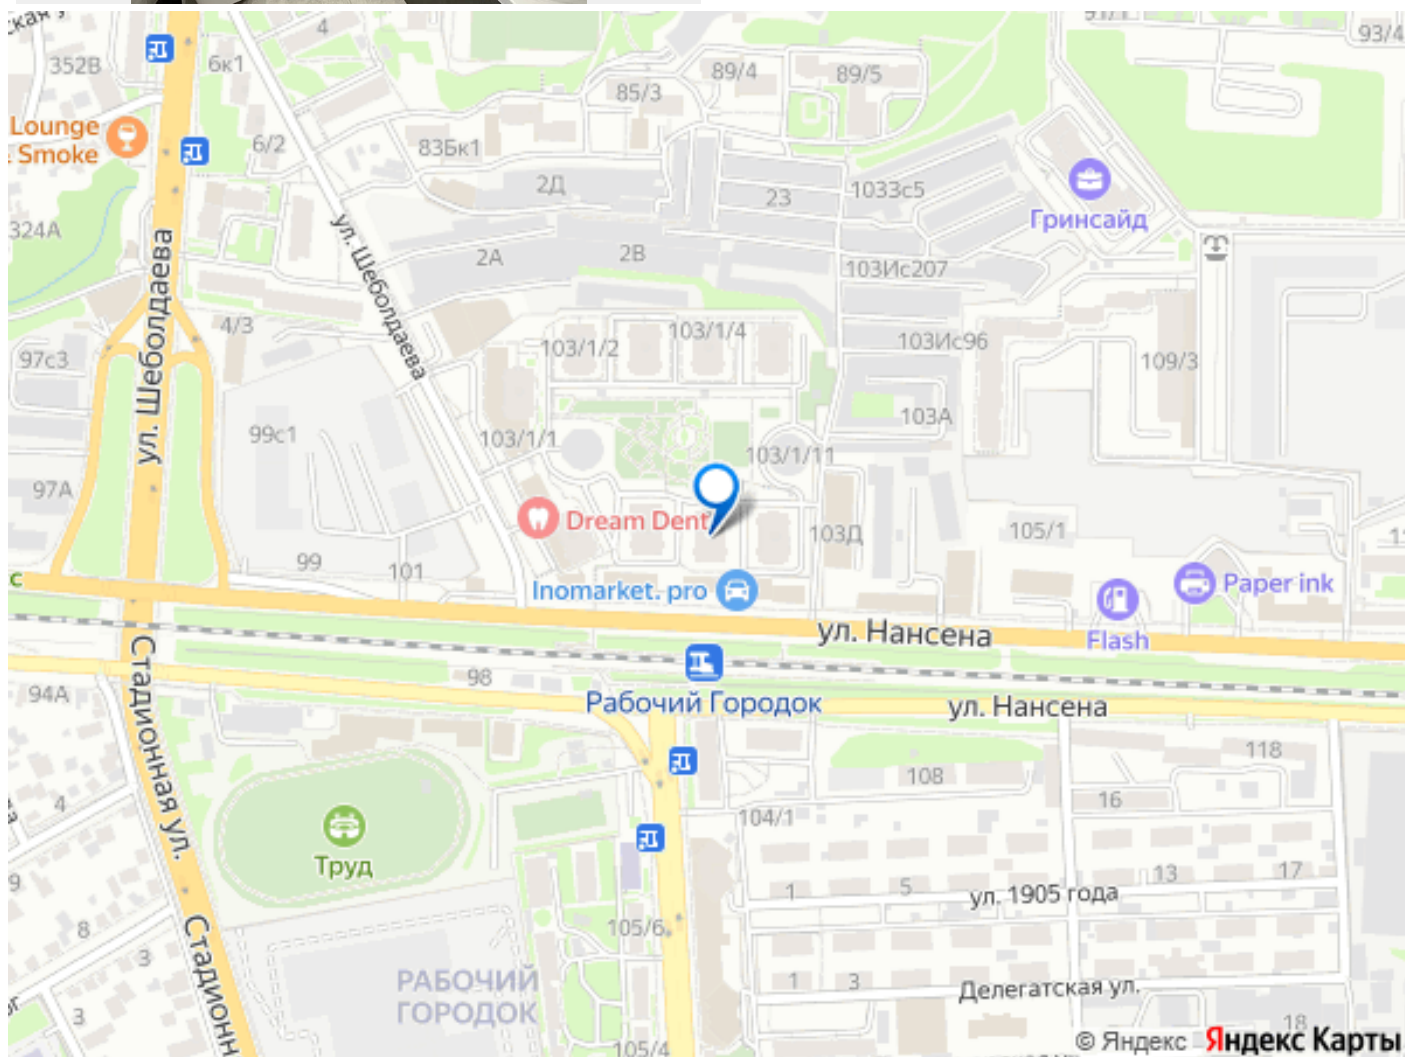 4
93/4
352В
6к1
89/4
89/5
85/3
Lounge
& Smoke
6/2
83Бк1
2Д
23
1033с5
Гринсайд
324А
ул. Шеболдаева
ул. Шеболдаева
2А
2В
103Ис207
4/3
103/1/4
103/1/2
103Ис96
97с3
109/3
103А
99с1
103/1/1
103/1/11
97А
Dream Dent
103Д
105/1
99
101
Inomarket. pro
Paper ink
Flash
ул. Нансена
Стадионная ул.
98
94А
Рабочий Городок
ул. Нансена
118
108
16
4
104/1
Труд
13
17
1
5
ул. 1905 года
9
8
105/6
3
РАБОЧИЙ
ГОРОДОК
1
3
Делегатская ул.
3
18
105/4
© Яндекс Яндекс Карты